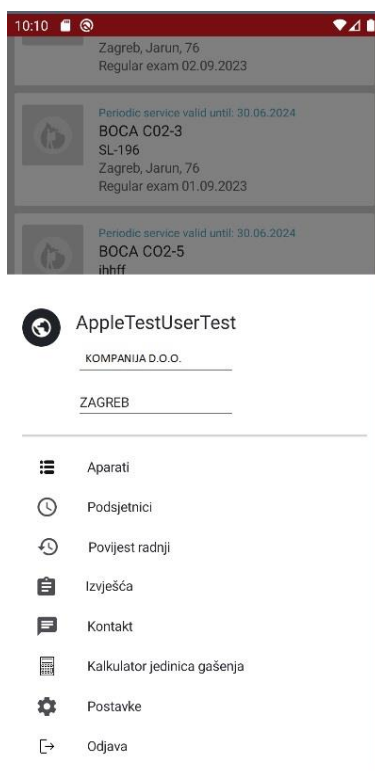 10:10
Zagreb, Jarun, 76
Regular exam 02.09.2023
Periodic service valid until: 30.06.2024
BOCA C02-3
SL-196
Zagreb, Jarun, 76
Regular exam 01.09.2023
Periodic service valid until: 30.06.2024
BOCA CO2-5
ihhff
AppleTestUserTest
KOMPANIJA D.O.O.
ZAGREB
Aparati
Podsjetnici
Povijest radnji
Izvješća
Kontakt
Kalkulator jedinica gašenja
Postavke
Odjava